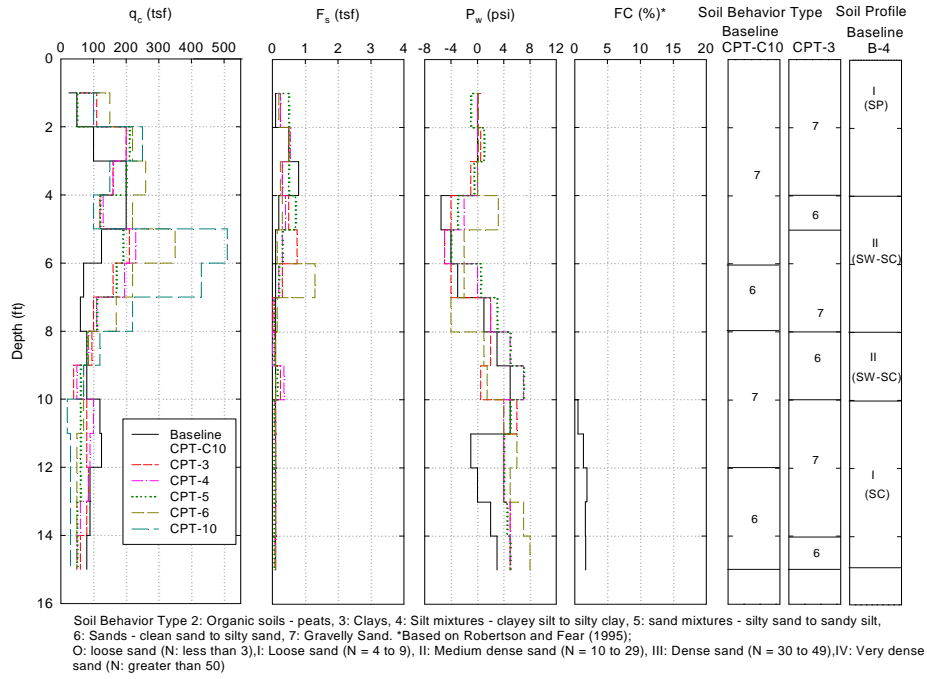 q_c (tsf)
F_s (tsf)
P_w (psi)
FC (%)*
Soil Behavior Type
Soil Profile
Baseline
CPT-C10
CPT-3
Baseline
B-4
0 100 200 300 400 500
0 1 2 3 4
-8 -4 0 4 8 12
0 5 10 15 20
Depth (ft)
0
2
4
6
8
10
12
14
16
Baseline
CPT-C10
CPT-3
CPT-4
CPT-5
CPT-6
CPT-10
7
6
7
6
7
6
7
6
7
6
I
(SP)
II
(SW-SC)
II
(SW-SC)
I
(SC)
Soil Behavior Type 2: Organic soils - peats, 3: Clays, 4: Silt mixtures - clayey silt to silty clay, 5: sand mixtures - silty sand to sandy silt,
6: Sands - clean sand to silty sand, 7: Gravelly Sand. *Based on Robertson and Fear (1995);
O: loose sand (N: less than 3),I: Loose sand (N = 4 to 9), II: Medium dense sand (N = 10 to 29), III: Dense sand (N = 30 to 49),IV: Very dense
sand (N: greater than 50)